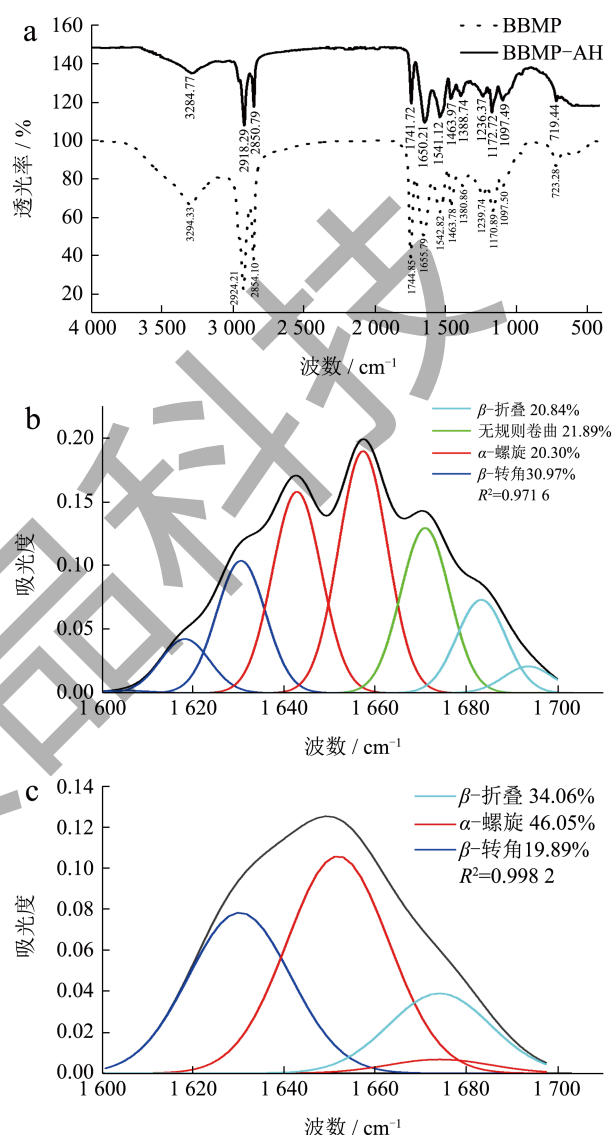 a
BBMP
BBMP-AH
160
140
120
100
80
60
40
20
透光率 / %
3284.77
2918.29
2850.79
1741.72
1650.21
1541.12
1463.97
1388.74
1236.37
1172.72
1097.49
719.44
3294.33
2924.21
2854.10
1744.85
1655.79
1542.82
1463.78
1380.86
1239.74
1170.89
1097.50
723.28
4 000 3 500 3 000 2 500 2 000 1 500 1 000 500
波数 / cm⁻¹
b
β-折叠 20.84%
无规则卷曲 21.89%
α-螺旋 20.30%
β-转角30.97%
R²=0.971 6
0.20
0.15
0.10
0.05
0.00
吸光度
1 600 1 620 1 640 1 660 1 680 1 700
波数 / cm⁻¹
c
β-折叠 34.06%
α-螺旋 46.05%
β-转角19.89%
R²=0.998 2
0.14
0.12
0.10
0.08
0.06
0.04
0.02
0.00
吸光度
1 600 1 620 1 640 1 660 1 680 1 700
波数 / cm⁻¹
品科技